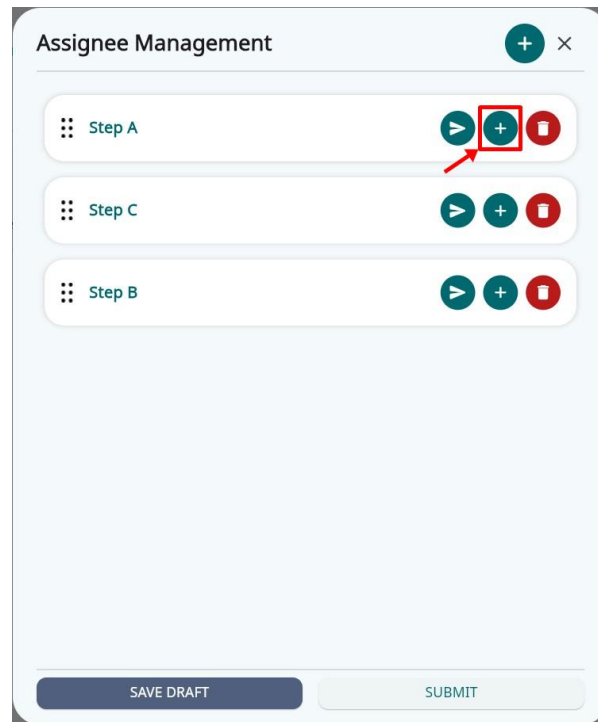 Assignee Management
Step A
Step C
Step B
SAVE DRAFT
SUBMIT